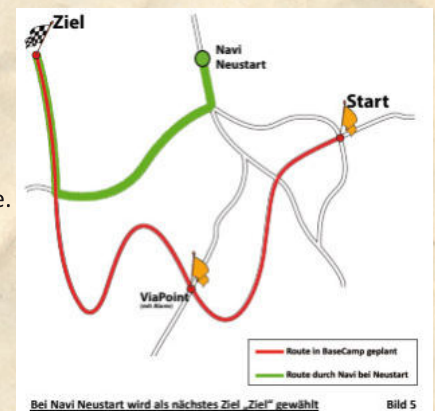 Ziel
Navi
Neustart
Start
e.
ViaPoint
(mit Alarm)
Route in BaseCamp geplant
Route durch Navi bei Neustart
Bei Navi Neustart wird als nächstes Ziel „Ziel“ gewählt
Bild 5